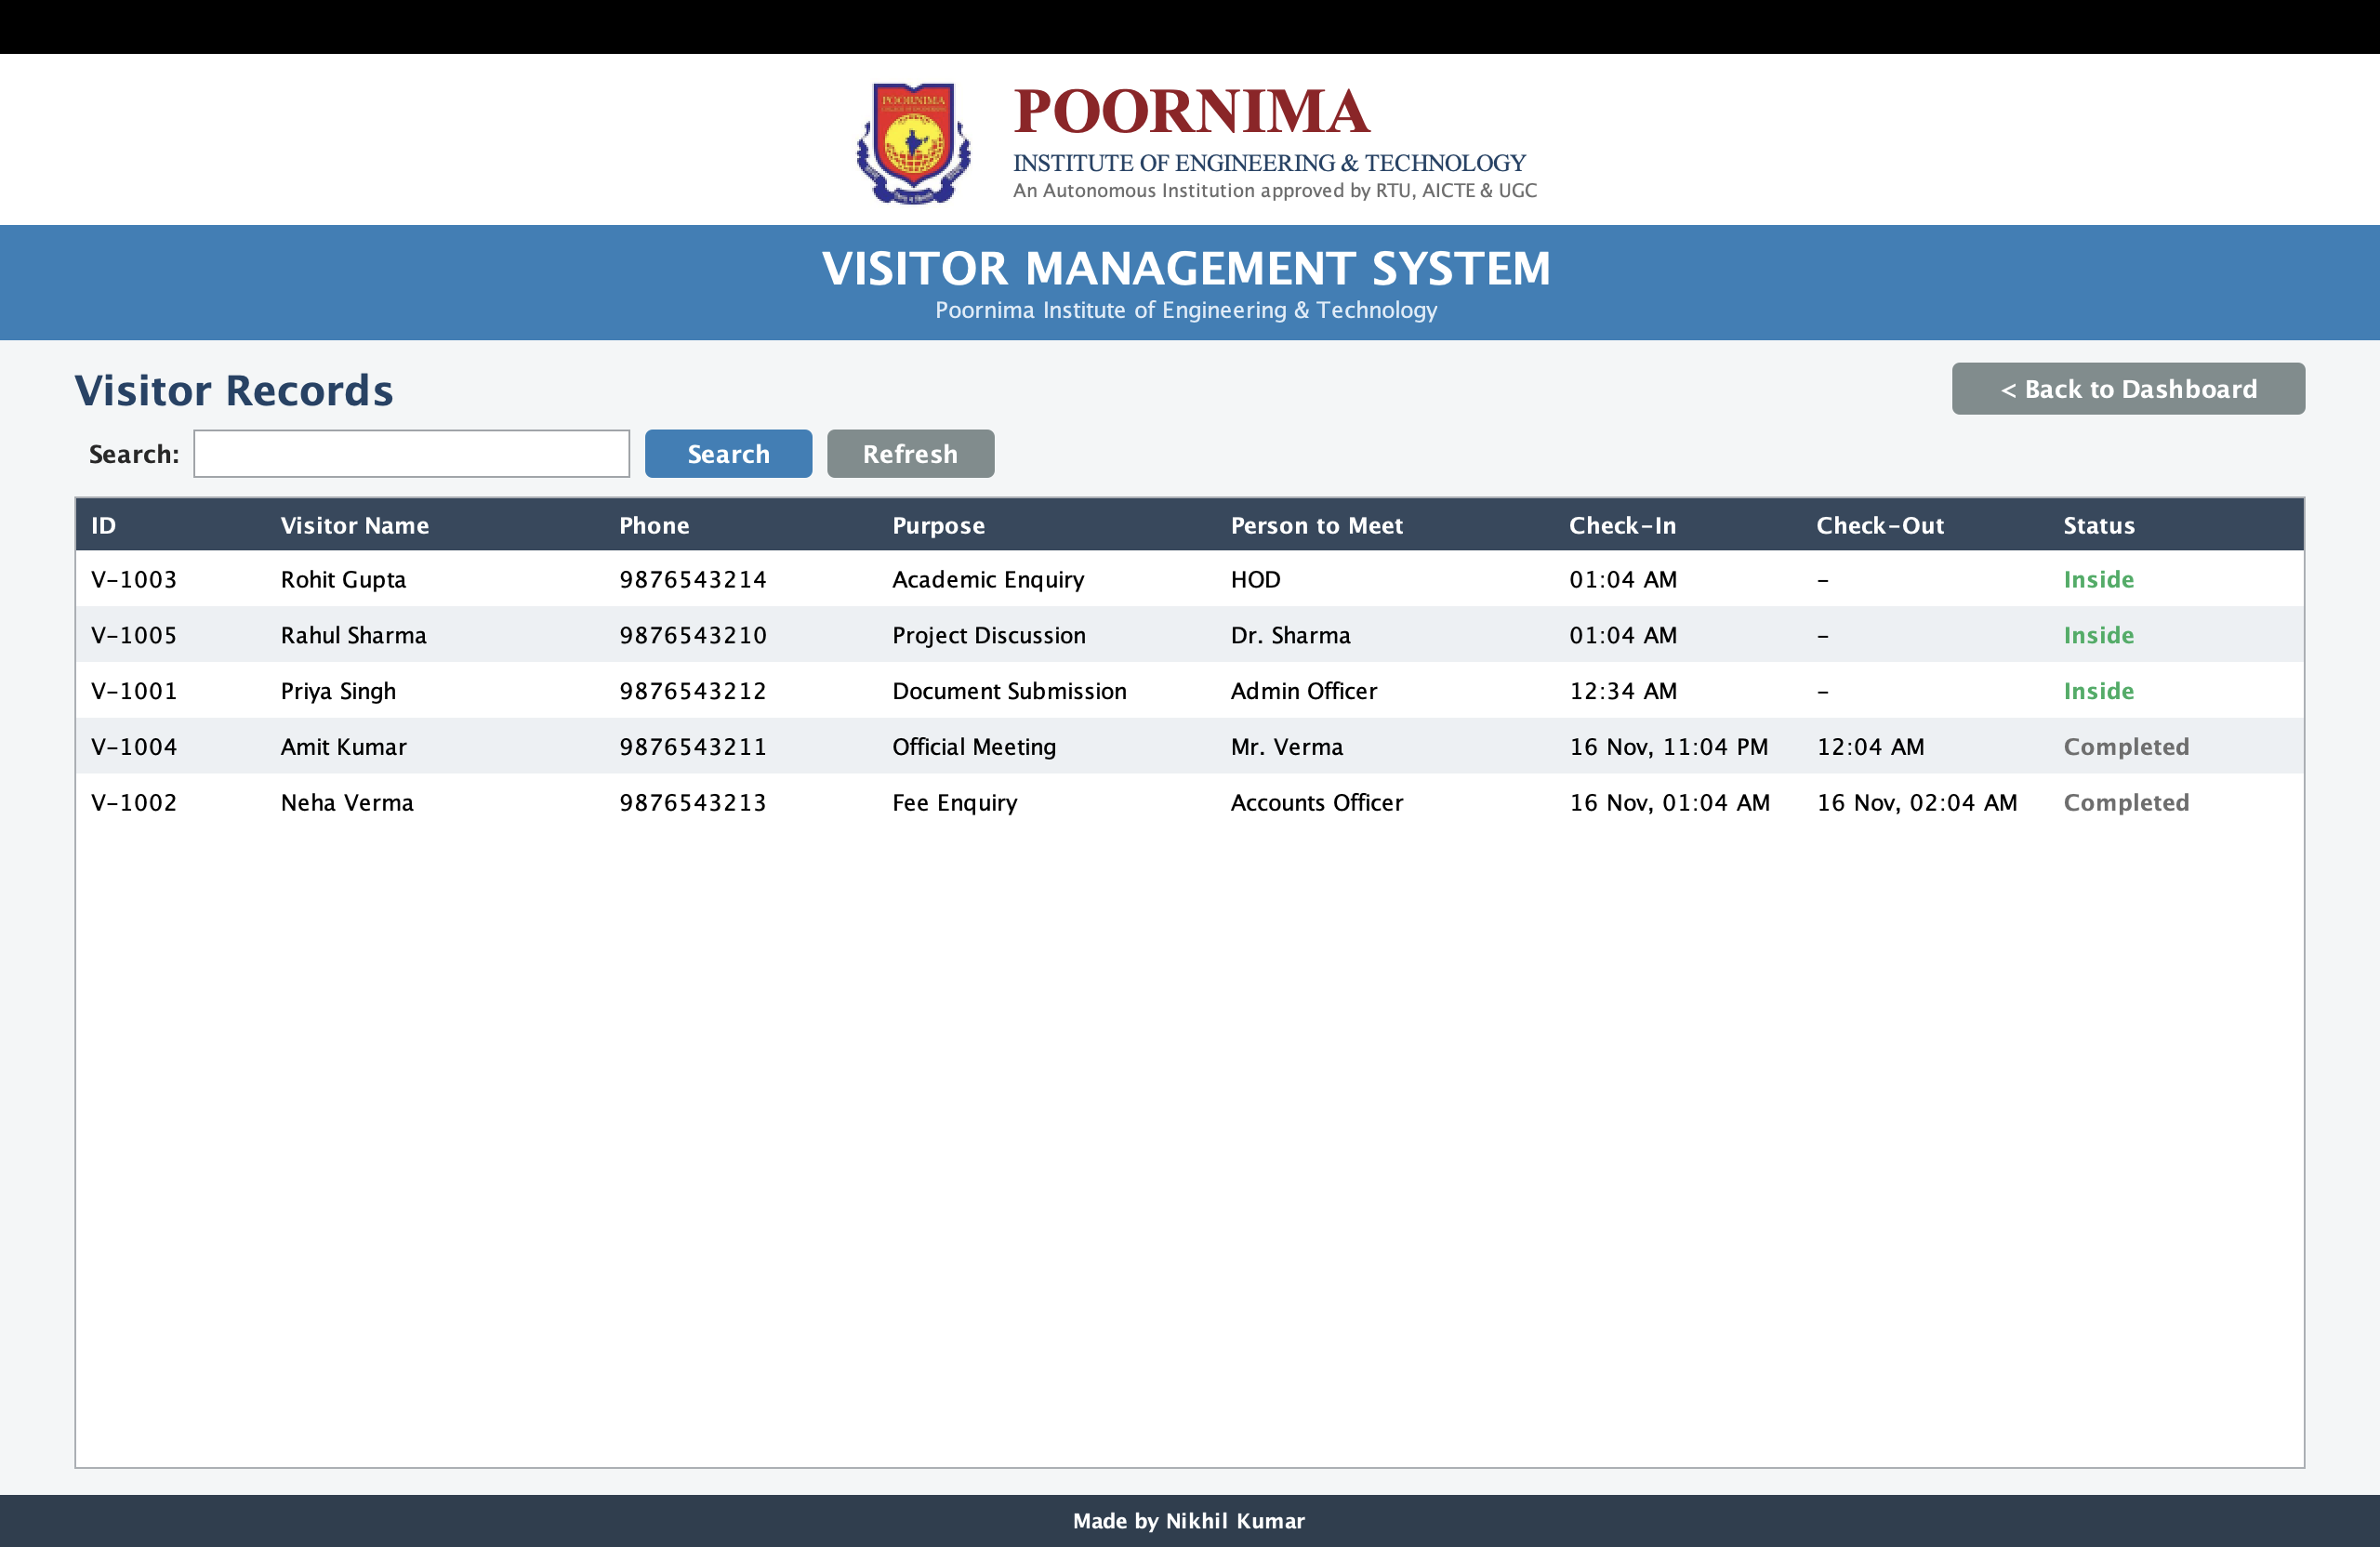 POORNIMA
POORNIMA
INSTITUTE OF ENGINEERING & TECHNOLOGY
An Autonomous Institution approved by RTU, AICTE & UGC
VISITOR MANAGEMENT SYSTEM
Poornima Institute of Engineering & Technology
Visitor Records
< Back to Dashboard
Search: Search Refresh
ID Visitor Name Phone Purpose Person to Meet Check-In Check-Out Status
V-1003 Rohit Gupta 9876543214 Academic Enquiry HOD 01:04 AM - Inside
V-1005 Rahul Sharma 9876543210 Project Discussion Dr. Sharma 01:04 AM - Inside
V-1001 Priya Singh 9876543212 Document Submission Admin Officer 12:34 AM - Inside
V-1004 Amit Kumar 9876543211 Official Meeting Mr. Verma 16 Nov, 11:04 PM 12:04 AM Completed
V-1002 Neha Verma 9876543213 Fee Enquiry Accounts Officer 16 Nov, 01:04 AM 16 Nov, 02:04 AM Completed
Made by Nikhil Kumar